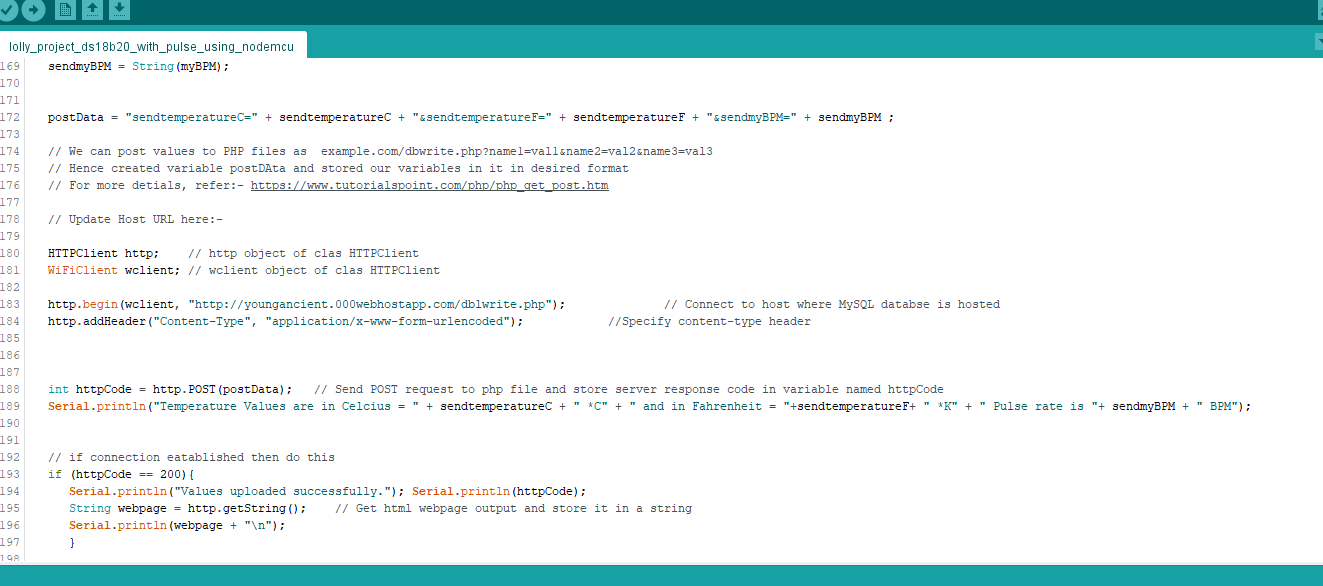 lolly_project_ds18b20_with_pulse_using_nodemcu
169 sendmyBPM = String(myBPM);
170
171
172 postData = "sendtemperatureC=" + sendtemperatureC + "&sendtemperatureF=" + sendtemperatureF + "&sendmyBPM=" + sendmyBPM ;
173
174 // We can post values to PHP files as  example.com/dbwrite.php?name1=val1&name2=val2&name3=val3
175 // Hence created variable postDAta and stored our variables in it in desired format
176 // For more detials, refer:- https://www.tutorialspoint.com/php/php_get_post.htm
177
178 // Update Host URL here:-
179
180 HTTPClient http;    // http object of clas HTTPClient
181 WiFiClient wclient; // wclient object of clas HTTPClient
182
183 http.begin(wclient, "http://youngancient.000webhostapp.com/dblwrite.php");              // Connect to host where MySQL databse is hosted
184 http.addHeader("Content-Type", "application/x-www-form-urlencoded");            //Specify content-type header
185
186
187
188 int httpCode = http.POST(postData);   // Send POST request to php file and store server response code in variable named httpCode
189 Serial.println("Temperature Values are in Celcius = " + sendtemperatureC + " *C" + " and in Fahrenheit = "+sendtemperatureF+ " *K" + " Pulse rate is "+ sendmyBPM + " BPM");
190
191
192 // if connection eatablished then do this
193 if (httpCode == 200){
194    Serial.println("Values uploaded successfully."); Serial.println(httpCode);
195    String webpage = http.getString();    // Get html webpage output and store it in a string
196    Serial.println(webpage + "\n");
197    }
198